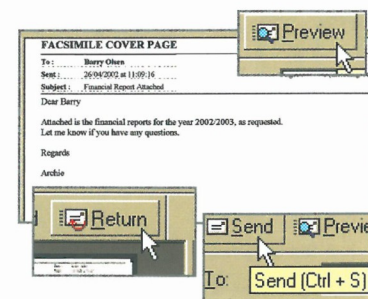 Preview
FACSIMILE COVER PAGE
To : Barry Olsen
Sent : 26/04/2002 at 11:09:16
Subject : Financial Report Attached
Dear Barry
Attached is the financial reports for the year 2002/2003, as requested.
Let me know if you have any questions.
Regards
Archie
Return
Send Previe
To: Send (Ctrl + S)